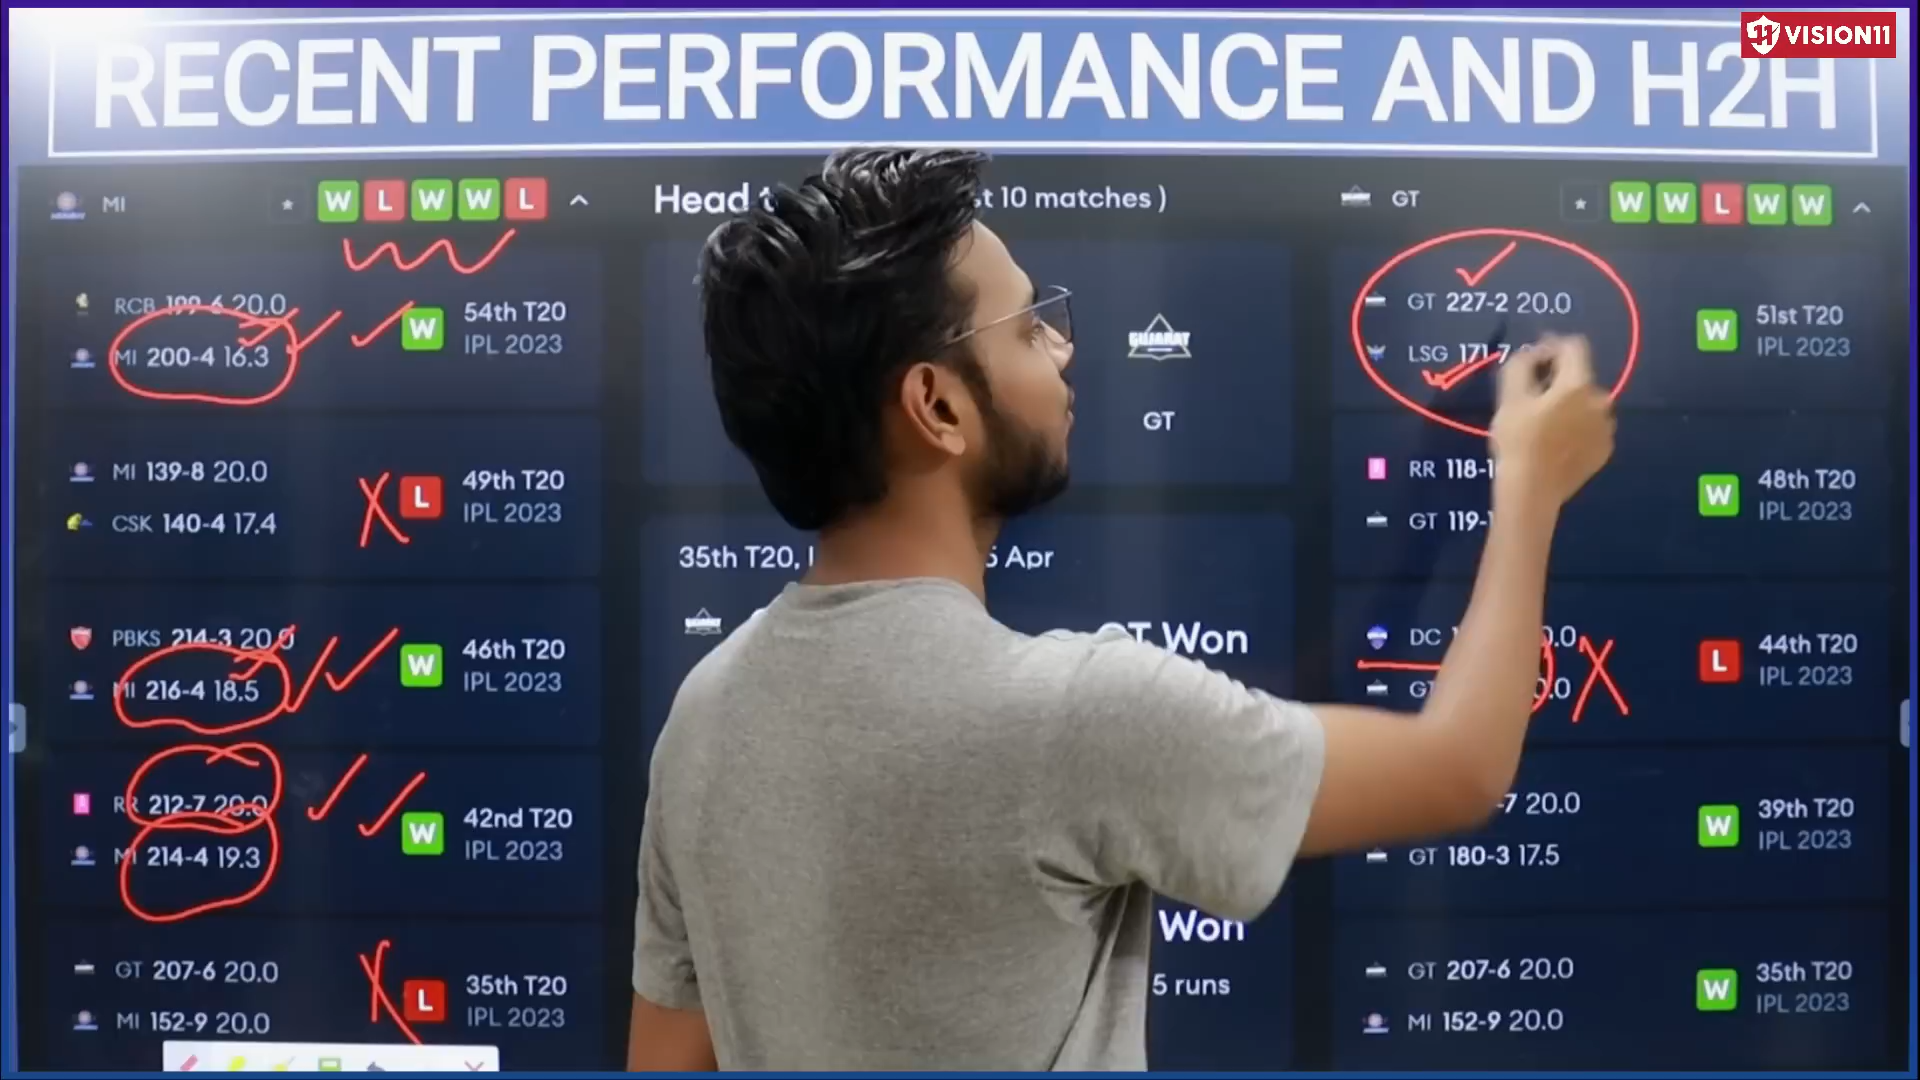 VISION11
RECENT PERFORMANCE AND H2H
MI
W L W W L
RCB 199-6 20.0
MI 200-4 16.3
W
54th T20
IPL 2023
MI 139-8 20.0
CSK 140-4 17.4
L
49th T20
IPL 2023
PBKS 214-3 20.0
MI 216-4 18.5
W
46th T20
IPL 2023
RR 212-7 20.0
MI 214-4 19.3
W
42nd T20
IPL 2023
GT 207-6 20.0
MI 152-9 20.0
L
35th T20
IPL 2023
Head 10 matches )
GUJARAT
GT
35th T20, Apr
GUJARAT
GT Won
Won
5 runs
GT
W W L W W
GT 227-2 20.0
LSG 171-7
W
51st T20
IPL 2023
RR 118-
GT 119-
W
48th T20
IPL 2023
DC
GT
L
44th T20
IPL 2023
-7 20.0
GT 180-3 17.5
W
39th T20
IPL 2023
GT 207-6 20.0
MI 152-9 20.0
W
35th T20
IPL 2023